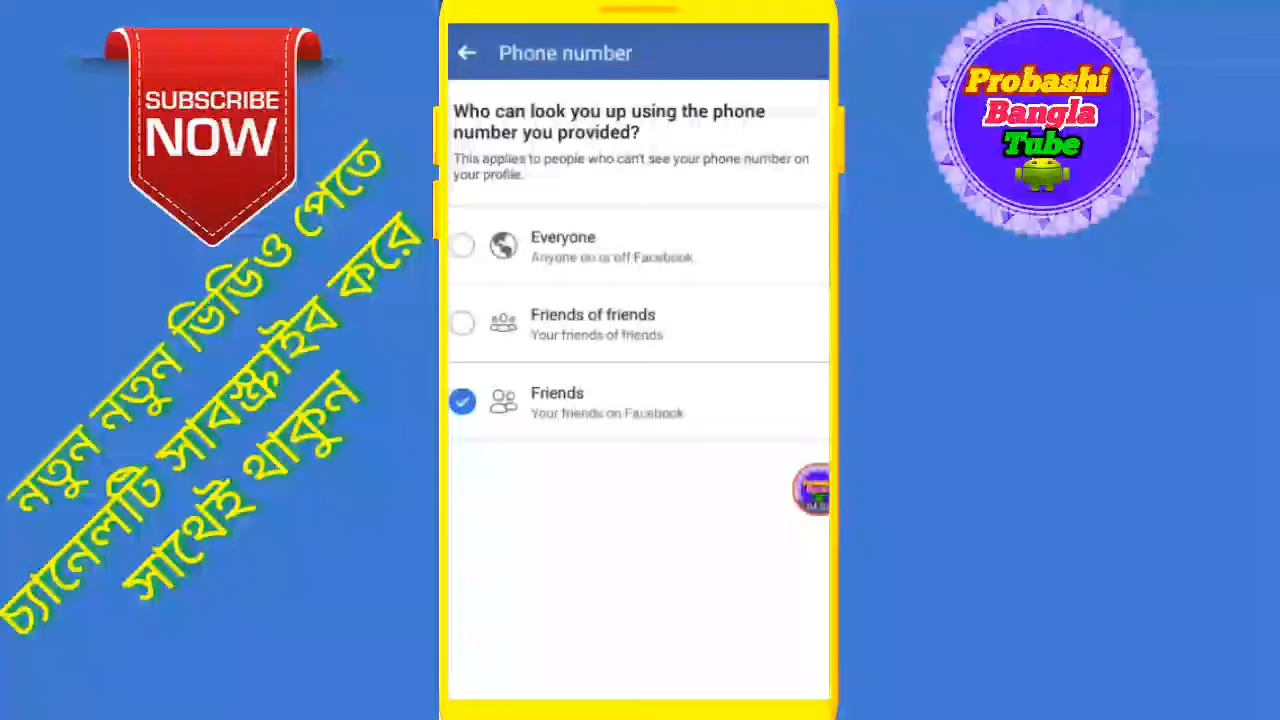 SUBSCRIBE
NOW
নতুন নতুন ভিডিও পেতে
চ্যানেলটি সাবস্ক্রাইব করে
সাথেই থাকুন
Phone number
Who can look you up using the phone
number you provided?
This applies to people who can't see your phone number on
your profile.
Everyone
Anyone on or off Facebook
Friends of friends
Your friends of friends
Friends
Your friends on Facebook
Probashi
Bangla
Tube